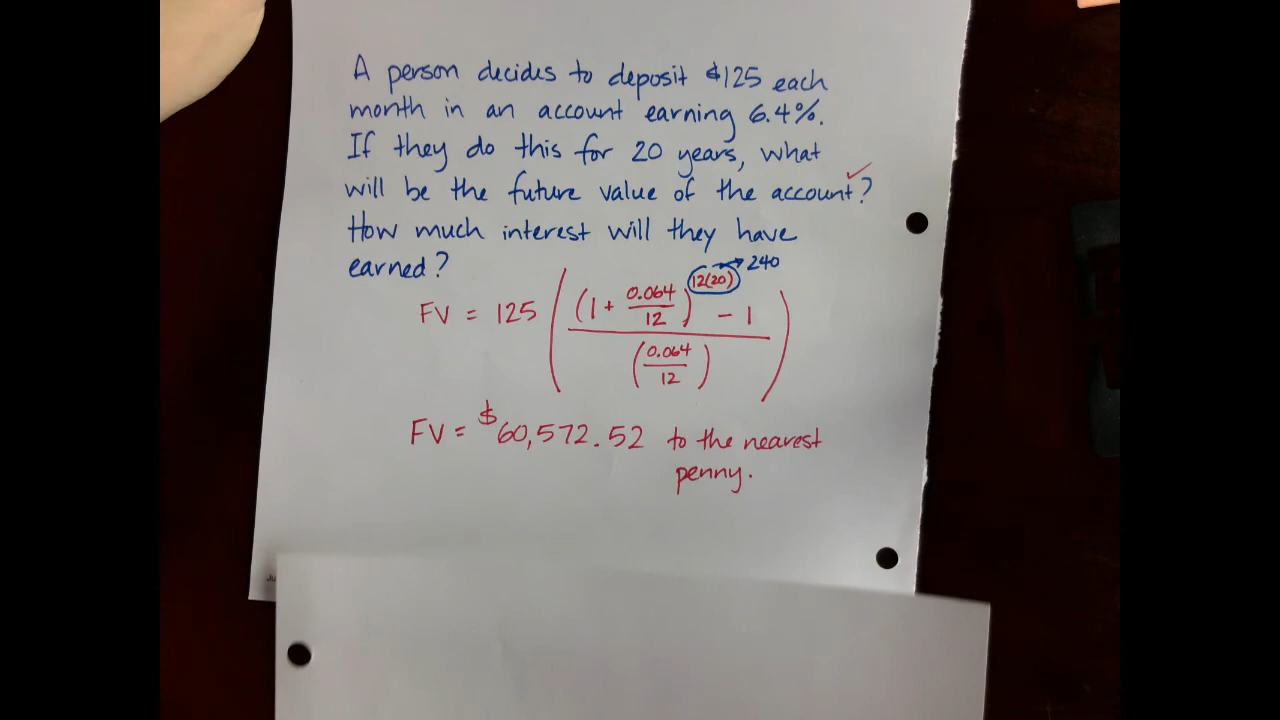 A person decides to deposit $125 each
month in an account earning 6.4%.
If they do this for 20 years, what
will be the future value of the account?
How much interest will they have
earned?
12(20) → 240
FV = 125 ( (1 + 0.064/12)^12(20) - 1 / (0.064/12) )
FV = $60,572.52 to the nearest
penny.